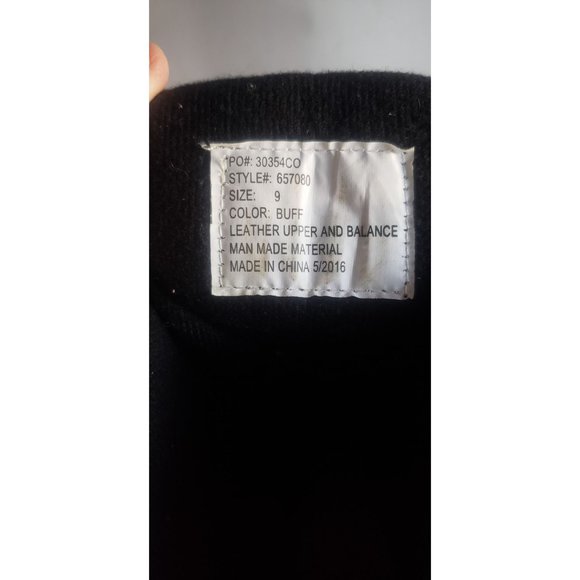 PO#: 30354CO
STYLE#: 657080
SIZE: 9
COLOR: BUFF
LEATHER UPPER AND BALANCE
MAN MADE MATERIAL
MADE IN CHINA 5/2016